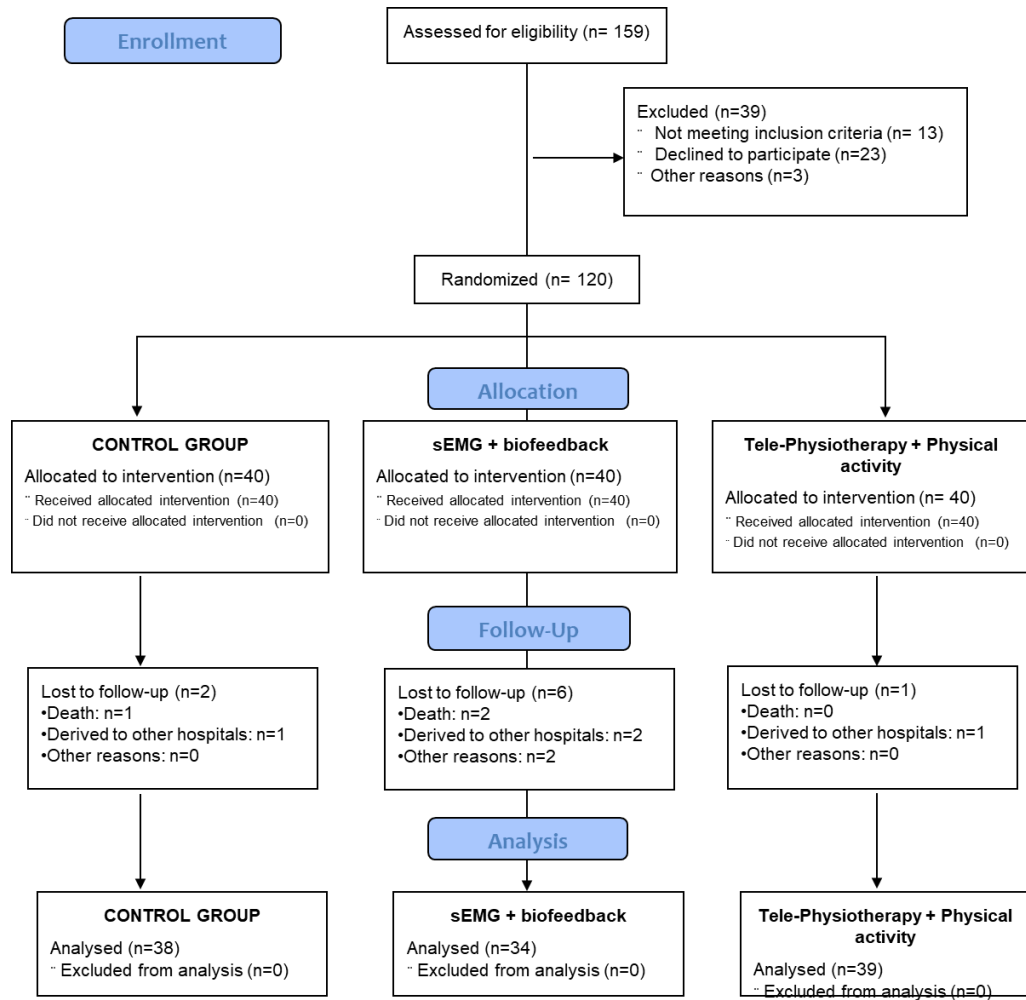 Enrollment
Assessed for eligibility (n= 159)
Excluded (n=39)
¨ Not meeting inclusion criteria (n= 13)
¨ Declined to participate (n=23)
¨ Other reasons (n=3)
Randomized (n= 120)
Allocation
CONTROL GROUP
Allocated to intervention (n=40)
¨ Received allocated intervention (n=40)
¨ Did not receive allocated intervention (n=0)
sEMG + biofeedback
Allocated to intervention (n=40)
¨ Received allocated intervention (n=40)
¨ Did not receive allocated intervention (n=0)
Tele-Physiotherapy + Physical
activity
Allocated to intervention (n= 40)
¨ Received allocated intervention (n=40)
¨ Did not receive allocated intervention (n=0)
Follow-Up
Lost to follow-up (n=2)
•Death: n=1
•Derived to other hospitals: n=1
•Other reasons: n=0
Lost to follow-up (n=6)
•Death: n=2
•Derived to other hospitals: n=2
•Other reasons: n=2
Lost to follow-up (n=1)
•Death: n=0
•Derived to other hospitals: n=1
•Other reasons: n=0
Analysis
CONTROL GROUP
Analysed (n=38)
¨ Excluded from analysis (n=0)
sEMG + biofeedback
Analysed (n=34)
¨ Excluded from analysis (n=0)
Tele-Physiotherapy + Physical
activity
Analysed (n=39)
¨ Excluded from analysis (n=0)